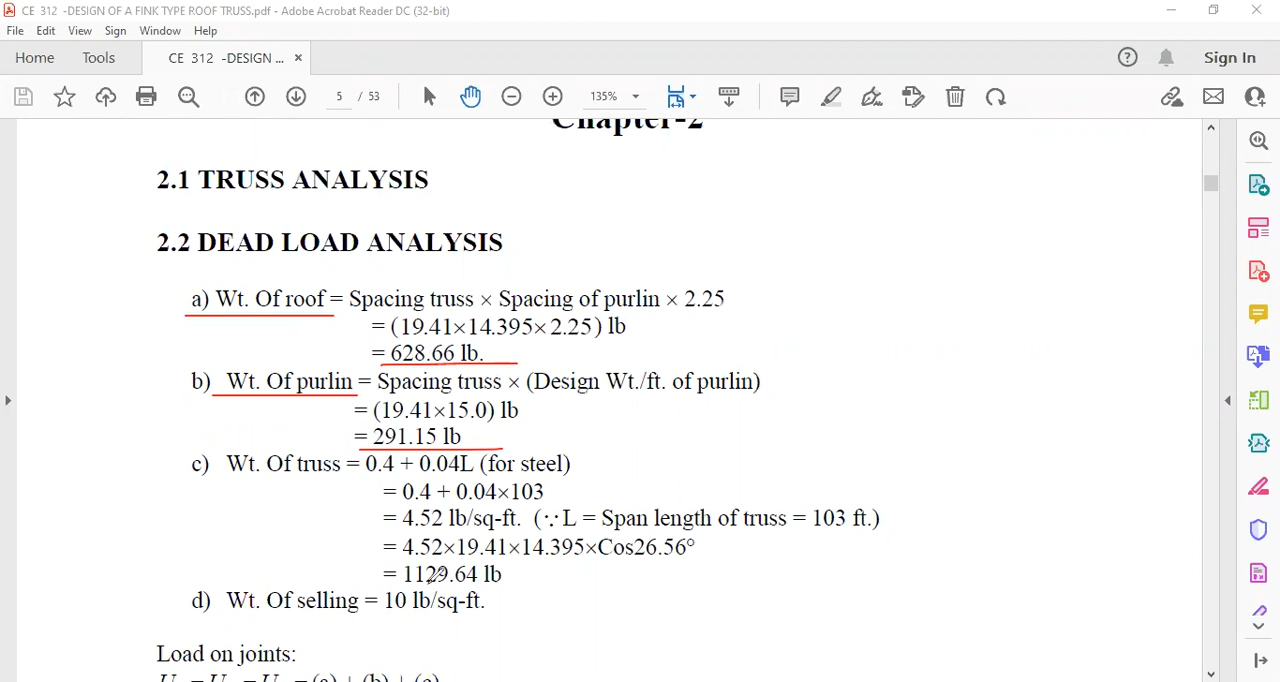 CE 312 -DESIGN OF A FINK TYPE ROOF TRUSS.pdf - Adobe Acrobat Reader DC (32-bit)
File Edit View Sign Window Help
Home Tools CE 312 -DESIGN ... × Sign In
5 / 53 135%
Chapter-2
2.1 TRUSS ANALYSIS
2.2 DEAD LOAD ANALYSIS
a) Wt. Of roof = Spacing truss × Spacing of purlin × 2.25
= (19.41×14.395×2.25) lb
= 628.66 lb.
b) Wt. Of purlin = Spacing truss × (Design Wt./ft. of purlin)
= (19.41×15.0) lb
= 291.15 lb
c) Wt. Of truss = 0.4 + 0.04L (for steel)
= 0.4 + 0.04×103
= 4.52 lb/sq-ft. (∵L = Span length of truss = 103 ft.)
= 4.52×19.41×14.395×Cos26.56°
= 1129.64 lb
d) Wt. Of selling = 10 lb/sq-ft.
Load on joints: